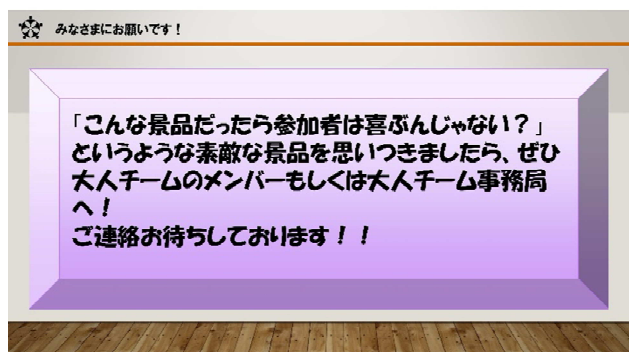 みなさまにお願いです！
「こんな景品だったら参加者は喜ぶんじゃない？」
というような素敵な景品を思いつきましたら、ぜひ
大人チームのメンバーもしくは大人チーム事務局
へ！
ご連絡お待ちしております！！